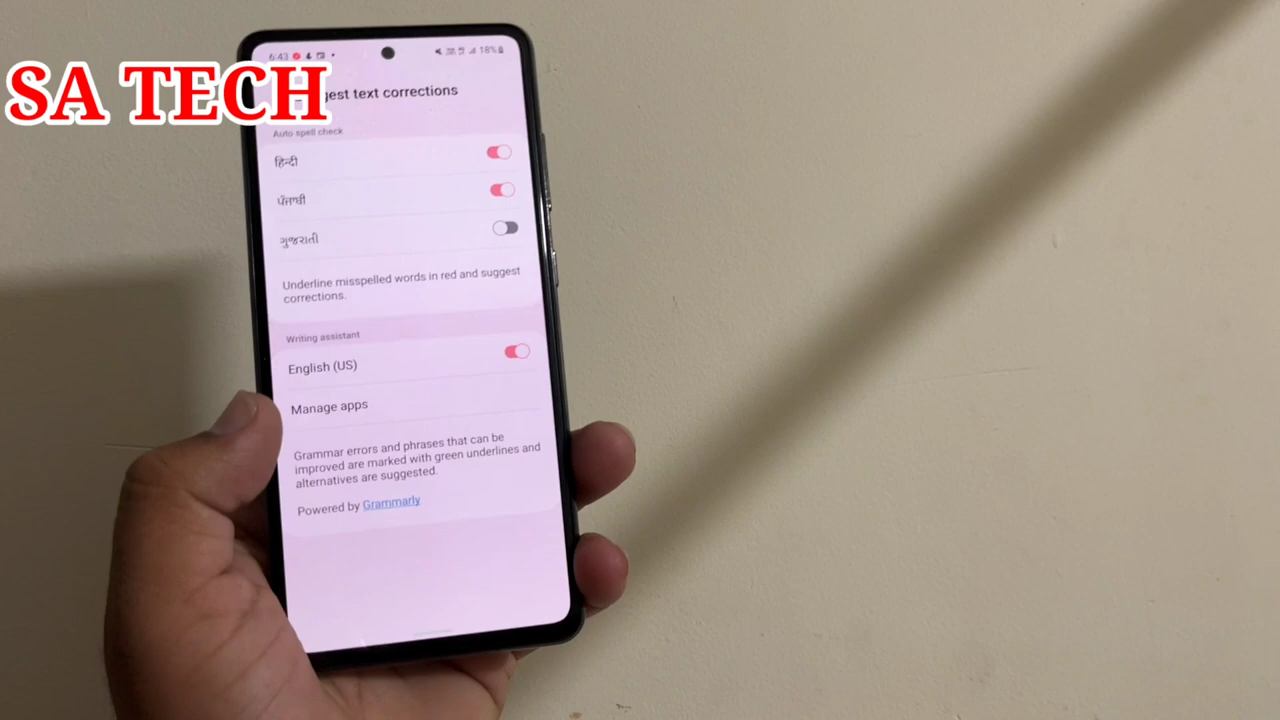 SA TECH
6:43
18%
gest text corrections
Auto spell check
हिन्दी
ਪੰਜਾਬੀ
ગુજરાતી
Underline misspelled words in red and suggest
corrections.
Writing assistant
English (US)
Manage apps
Grammar errors and phrases that can be
improved are marked with green underlines and
alternatives are suggested.
Powered by Grammarly